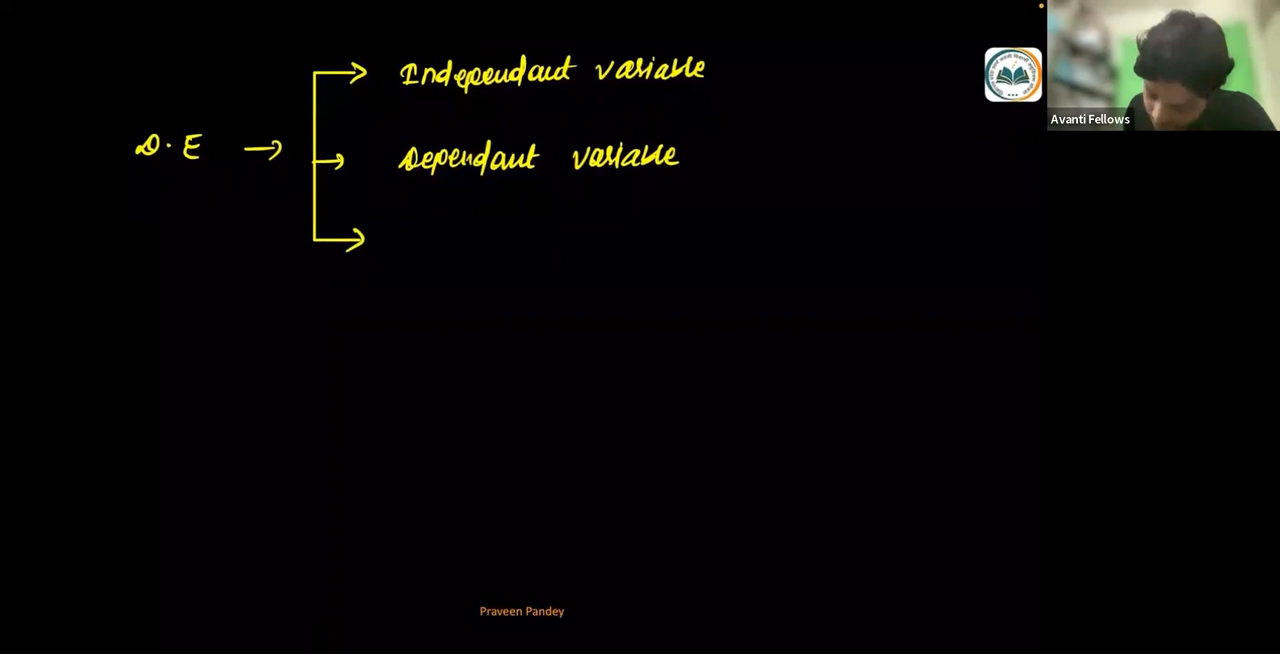 Independant variable
D.E →
Dependant variable
Avanti Fellows
Praveen Pandey